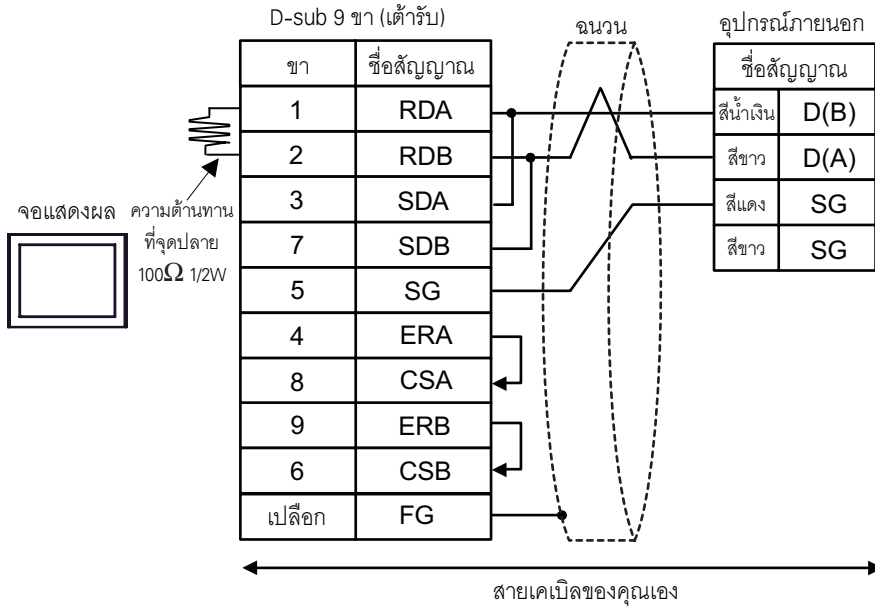 D-sub 9 ขา (เต้ารับ)
ฉนวน
อุปกรณ์ภายนอก
ขา ชื่อสัญญาณ
ชื่อสัญญาณ
1 RDA
สีน้ำเงิน D(B)
2 RDB
สีขาว D(A)
3 SDA
สีแดง SG
7 SDB
สีขาว SG
5 SG
4 ERA
8 CSA
9 ERB
6 CSB
เปลือก FG
จอแสดงผล
ความต้านทาน
ที่จุดปลาย
100Ω 1/2W
สายเคเบิลของคุณเอง